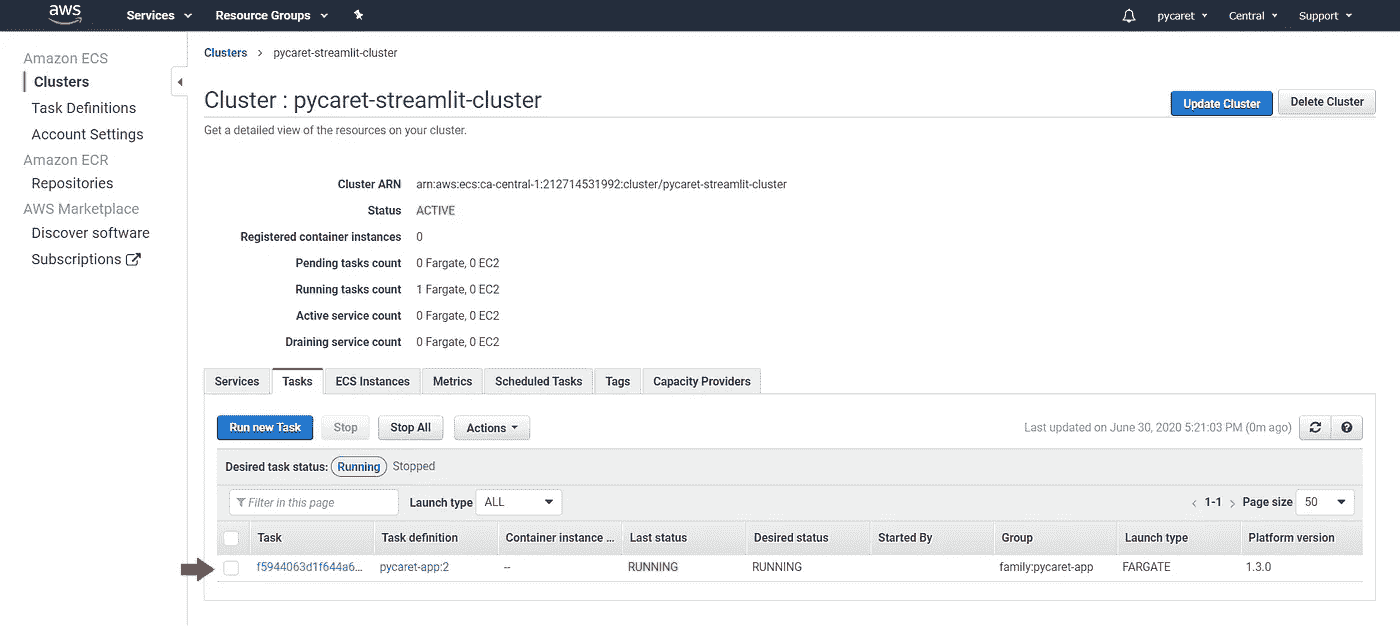 aws Services Resource Groups pycaret Central Support
Amazon ECS
Clusters
Task Definitions
Account Settings
Amazon ECR
Repositories
AWS Marketplace
Discover software
Subscriptions
Clusters > pycaret-streamlit-cluster
Cluster : pycaret-streamlit-cluster
Update Cluster Delete Cluster
Get a detailed view of the resources on your cluster.
Cluster ARN arn:aws:ecs:ca-central-1:212714531992:cluster/pycaret-streamlit-cluster
Status ACTIVE
Registered container instances 0
Pending tasks count 0 Fargate, 0 EC2
Running tasks count 1 Fargate, 0 EC2
Active service count 0 Fargate, 0 EC2
Draining service count 0 Fargate, 0 EC2
Services Tasks ECS Instances Metrics Scheduled Tasks Tags Capacity Providers
Run new Task Stop Stop All Actions Last updated on June 30, 2020 5:21:03 PM (0m ago)
Desired task status: Running Stopped
Filter in this page Launch type ALL < 1-1 > Page size 50
Task Task definition Container instance ... Last status Desired status Started By Group Launch type Platform version
f5944063d1f644a6... pycaret-app:2 -- RUNNING RUNNING family:pycaret-app FARGATE 1.3.0